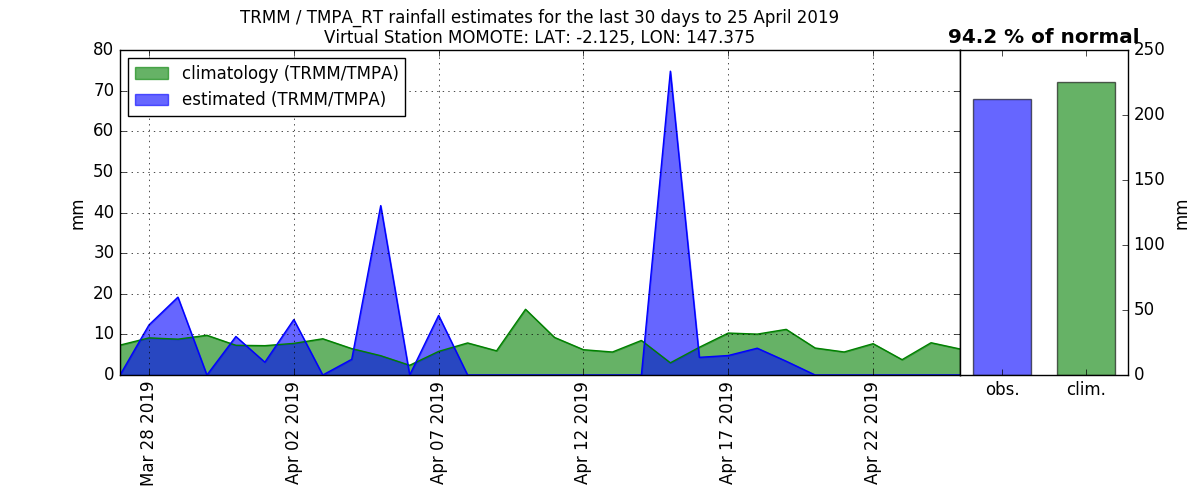 TRMM / TMPA_RT rainfall estimates for the last 30 days to 25 April 2019
Virtual Station MOMOTE: LAT: -2.125, LON: 147.375
94.2 % of normal
climatology (TRMM/TMPA)
estimated (TRMM/TMPA)
80
70
60
50
40
30
20
10
0
mm
Mar 28 2019
Apr 02 2019
Apr 07 2019
Apr 12 2019
Apr 17 2019
Apr 22 2019
obs.
clim.
250
200
150
100
50
0
mm